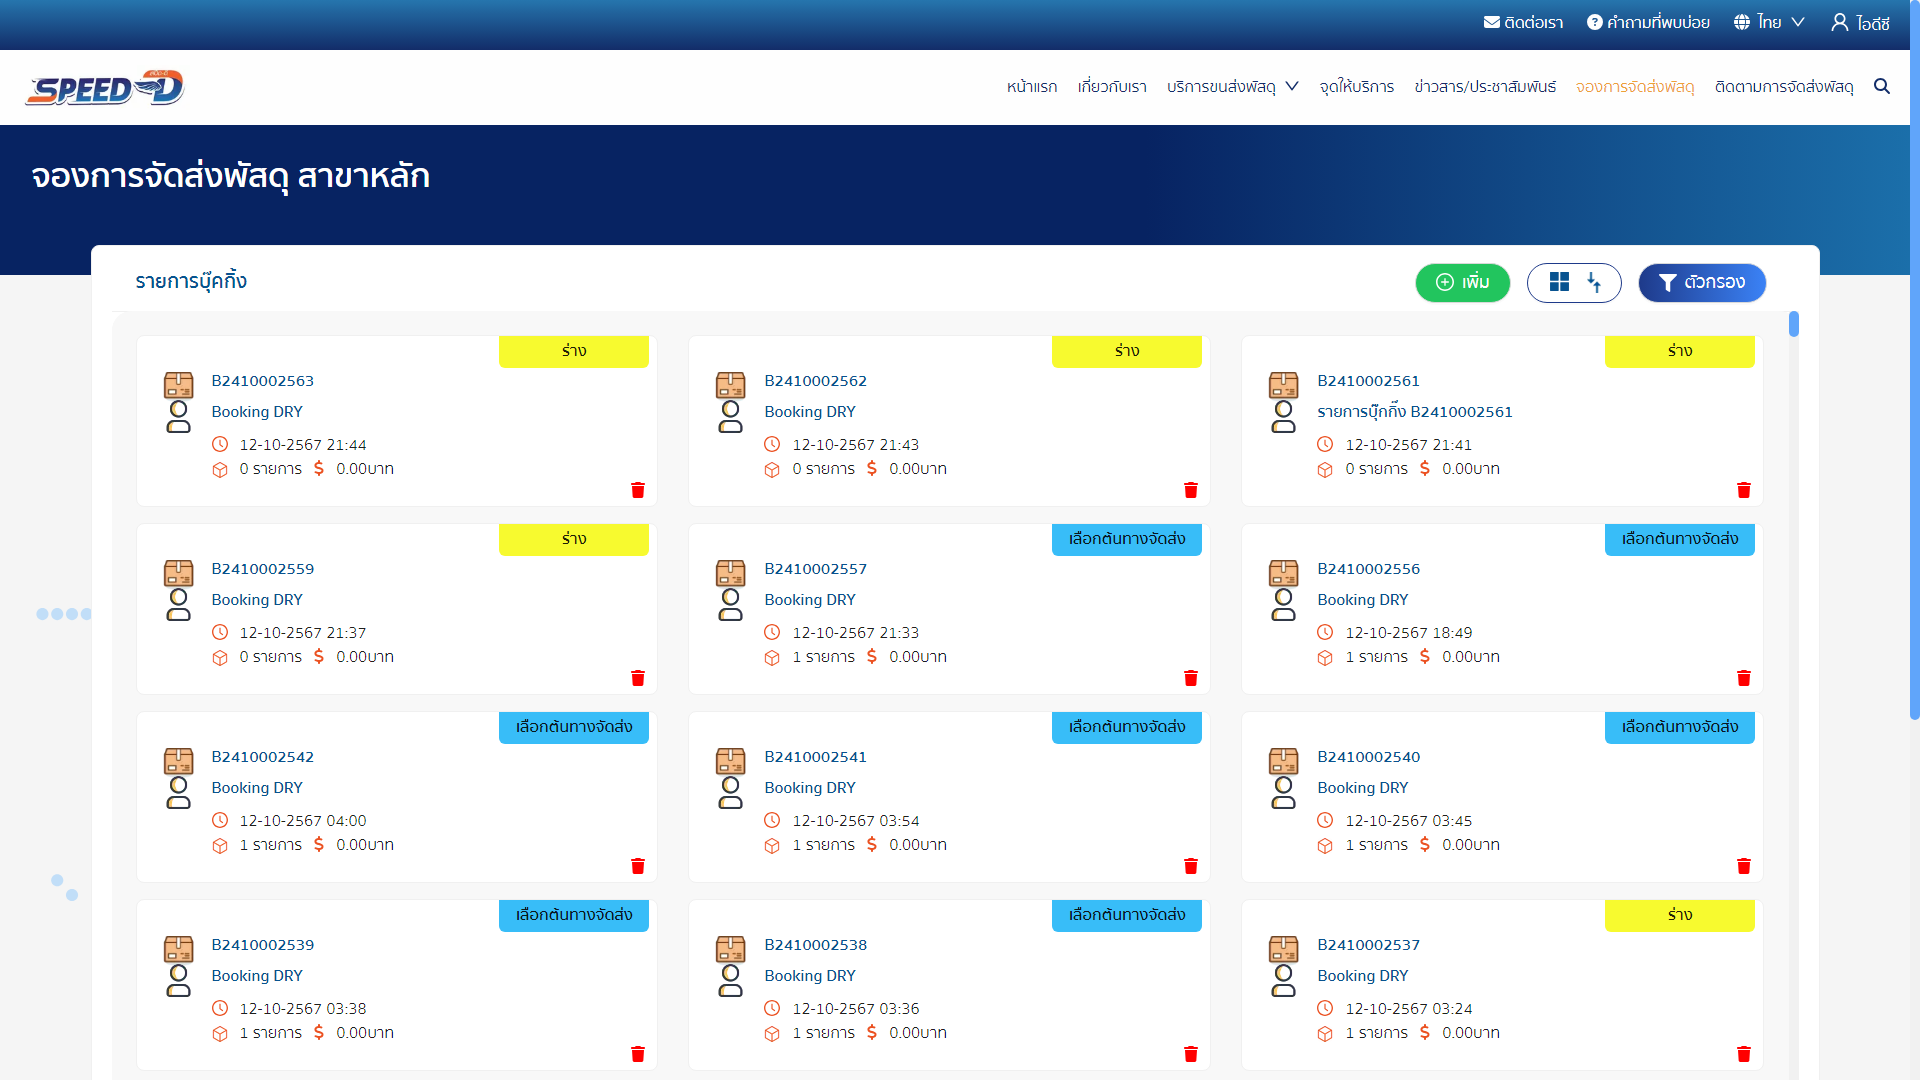 ติดต่อเรา คำถามที่พบบ่อย ไทย ไอดีซี
SPEED-D
หน้าแรก เกี่ยวกับเรา บริการขนส่งพัสดุ จุดให้บริการ ข่าวสาร/ประชาสัมพันธ์ จองการจัดส่งพัสดุ ติดตามการจัดส่งพัสดุ
จองการจัดส่งพัสดุ สาขาหลัก
รายการบุ๊คกิ้ง เพิ่ม ตัวกรอง
ร่าง
B2410002563
Booking DRY
12-10-2567 21:44
0 รายการ $ 0.00บาท
ร่าง
B2410002562
Booking DRY
12-10-2567 21:43
0 รายการ $ 0.00บาท
ร่าง
B2410002561
รายการบุ๊กกิ๊ง B2410002561
12-10-2567 21:41
0 รายการ $ 0.00บาท
ร่าง
B2410002559
Booking DRY
12-10-2567 21:37
0 รายการ $ 0.00บาท
เลือกต้นทางจัดส่ง
B2410002557
Booking DRY
12-10-2567 21:33
1 รายการ $ 0.00บาท
เลือกต้นทางจัดส่ง
B2410002556
Booking DRY
12-10-2567 18:49
1 รายการ $ 0.00บาท
เลือกต้นทางจัดส่ง
B2410002542
Booking DRY
12-10-2567 04:00
1 รายการ $ 0.00บาท
เลือกต้นทางจัดส่ง
B2410002541
Booking DRY
12-10-2567 03:54
1 รายการ $ 0.00บาท
เลือกต้นทางจัดส่ง
B2410002540
Booking DRY
12-10-2567 03:45
1 รายการ $ 0.00บาท
เลือกต้นทางจัดส่ง
B2410002539
Booking DRY
12-10-2567 03:38
1 รายการ $ 0.00บาท
เลือกต้นทางจัดส่ง
B2410002538
Booking DRY
12-10-2567 03:36
1 รายการ $ 0.00บาท
ร่าง
B2410002537
Booking DRY
12-10-2567 03:24
1 รายการ $ 0.00บาท